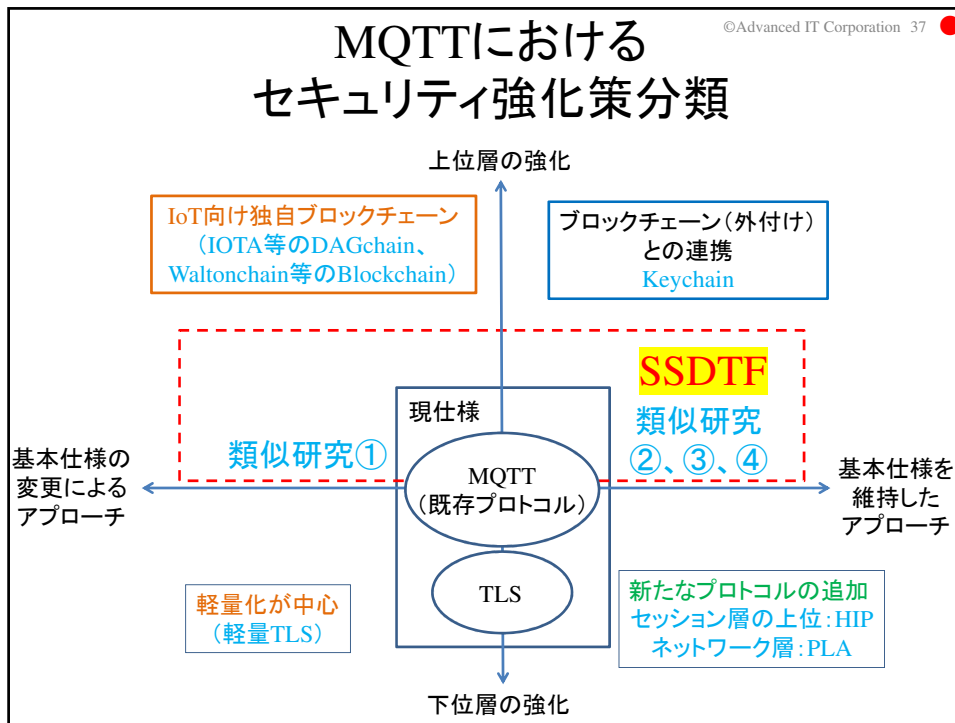 ©Advanced IT Corporation 37
MQTTにおける
セキュリティ強化策分類
上位層の強化
IoT向け独自ブロックチェーン
（IOTA等のDAGchain、
Waltonchain等のBlockchain）
ブロックチェーン（外付け）
との連携
Keychain
SSDTF
類似研究
②、③、④
現仕様
類似研究①
MQTT
（既存プロトコル）
基本仕様の
変更による
アプローチ
基本仕様を
維持した
アプローチ
TLS
軽量化が中心
（軽量TLS）
新たなプロトコルの追加
セッション層の上位：HIP
ネットワーク層：PLA
下位層の強化